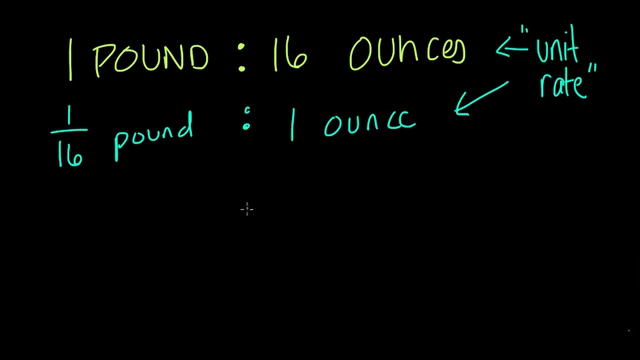 1 POUND : 16 OUNCES ← "unit rate"
1/16 pound : 1 ounce